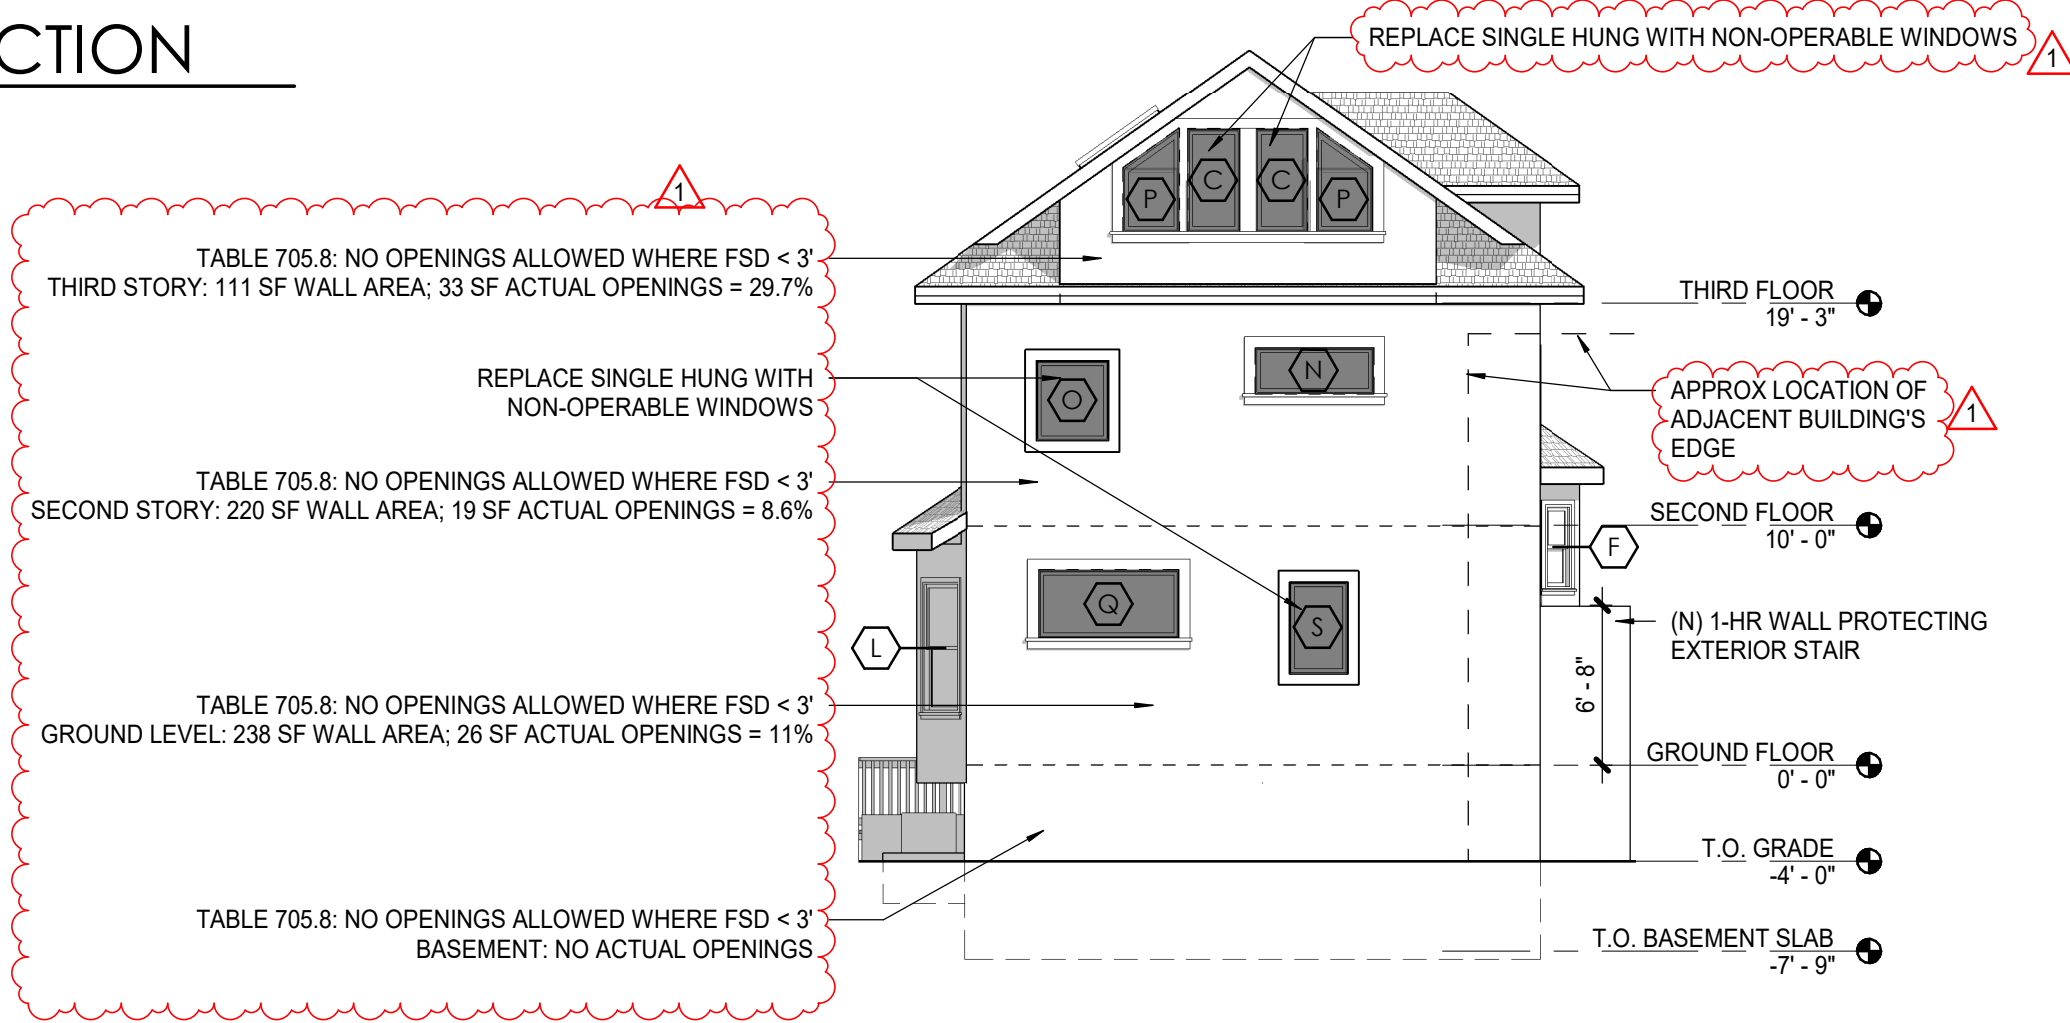 CTION
REPLACE SINGLE HUNG WITH NON-OPERABLE WINDOWS
1
1
TABLE 705.8: NO OPENINGS ALLOWED WHERE FSD < 3'
THIRD STORY: 111 SF WALL AREA; 33 SF ACTUAL OPENINGS = 29.7%
REPLACE SINGLE HUNG WITH
NON-OPERABLE WINDOWS
TABLE 705.8: NO OPENINGS ALLOWED WHERE FSD < 3'
SECOND STORY: 220 SF WALL AREA; 19 SF ACTUAL OPENINGS = 8.6%
TABLE 705.8: NO OPENINGS ALLOWED WHERE FSD < 3'
GROUND LEVEL: 238 SF WALL AREA; 26 SF ACTUAL OPENINGS = 11%
TABLE 705.8: NO OPENINGS ALLOWED WHERE FSD < 3'
BASEMENT: NO ACTUAL OPENINGS
P
C
C
P
O
N
Q
S
L
F
THIRD FLOOR
19' - 3"
APPROX LOCATION OF
ADJACENT BUILDING'S
EDGE
1
SECOND FLOOR
10' - 0"
(N) 1-HR WALL PROTECTING
EXTERIOR STAIR
6' - 8"
GROUND FLOOR
0' - 0"
T.O. GRADE
-4' - 0"
T.O. BASEMENT SLAB
-7' - 9"